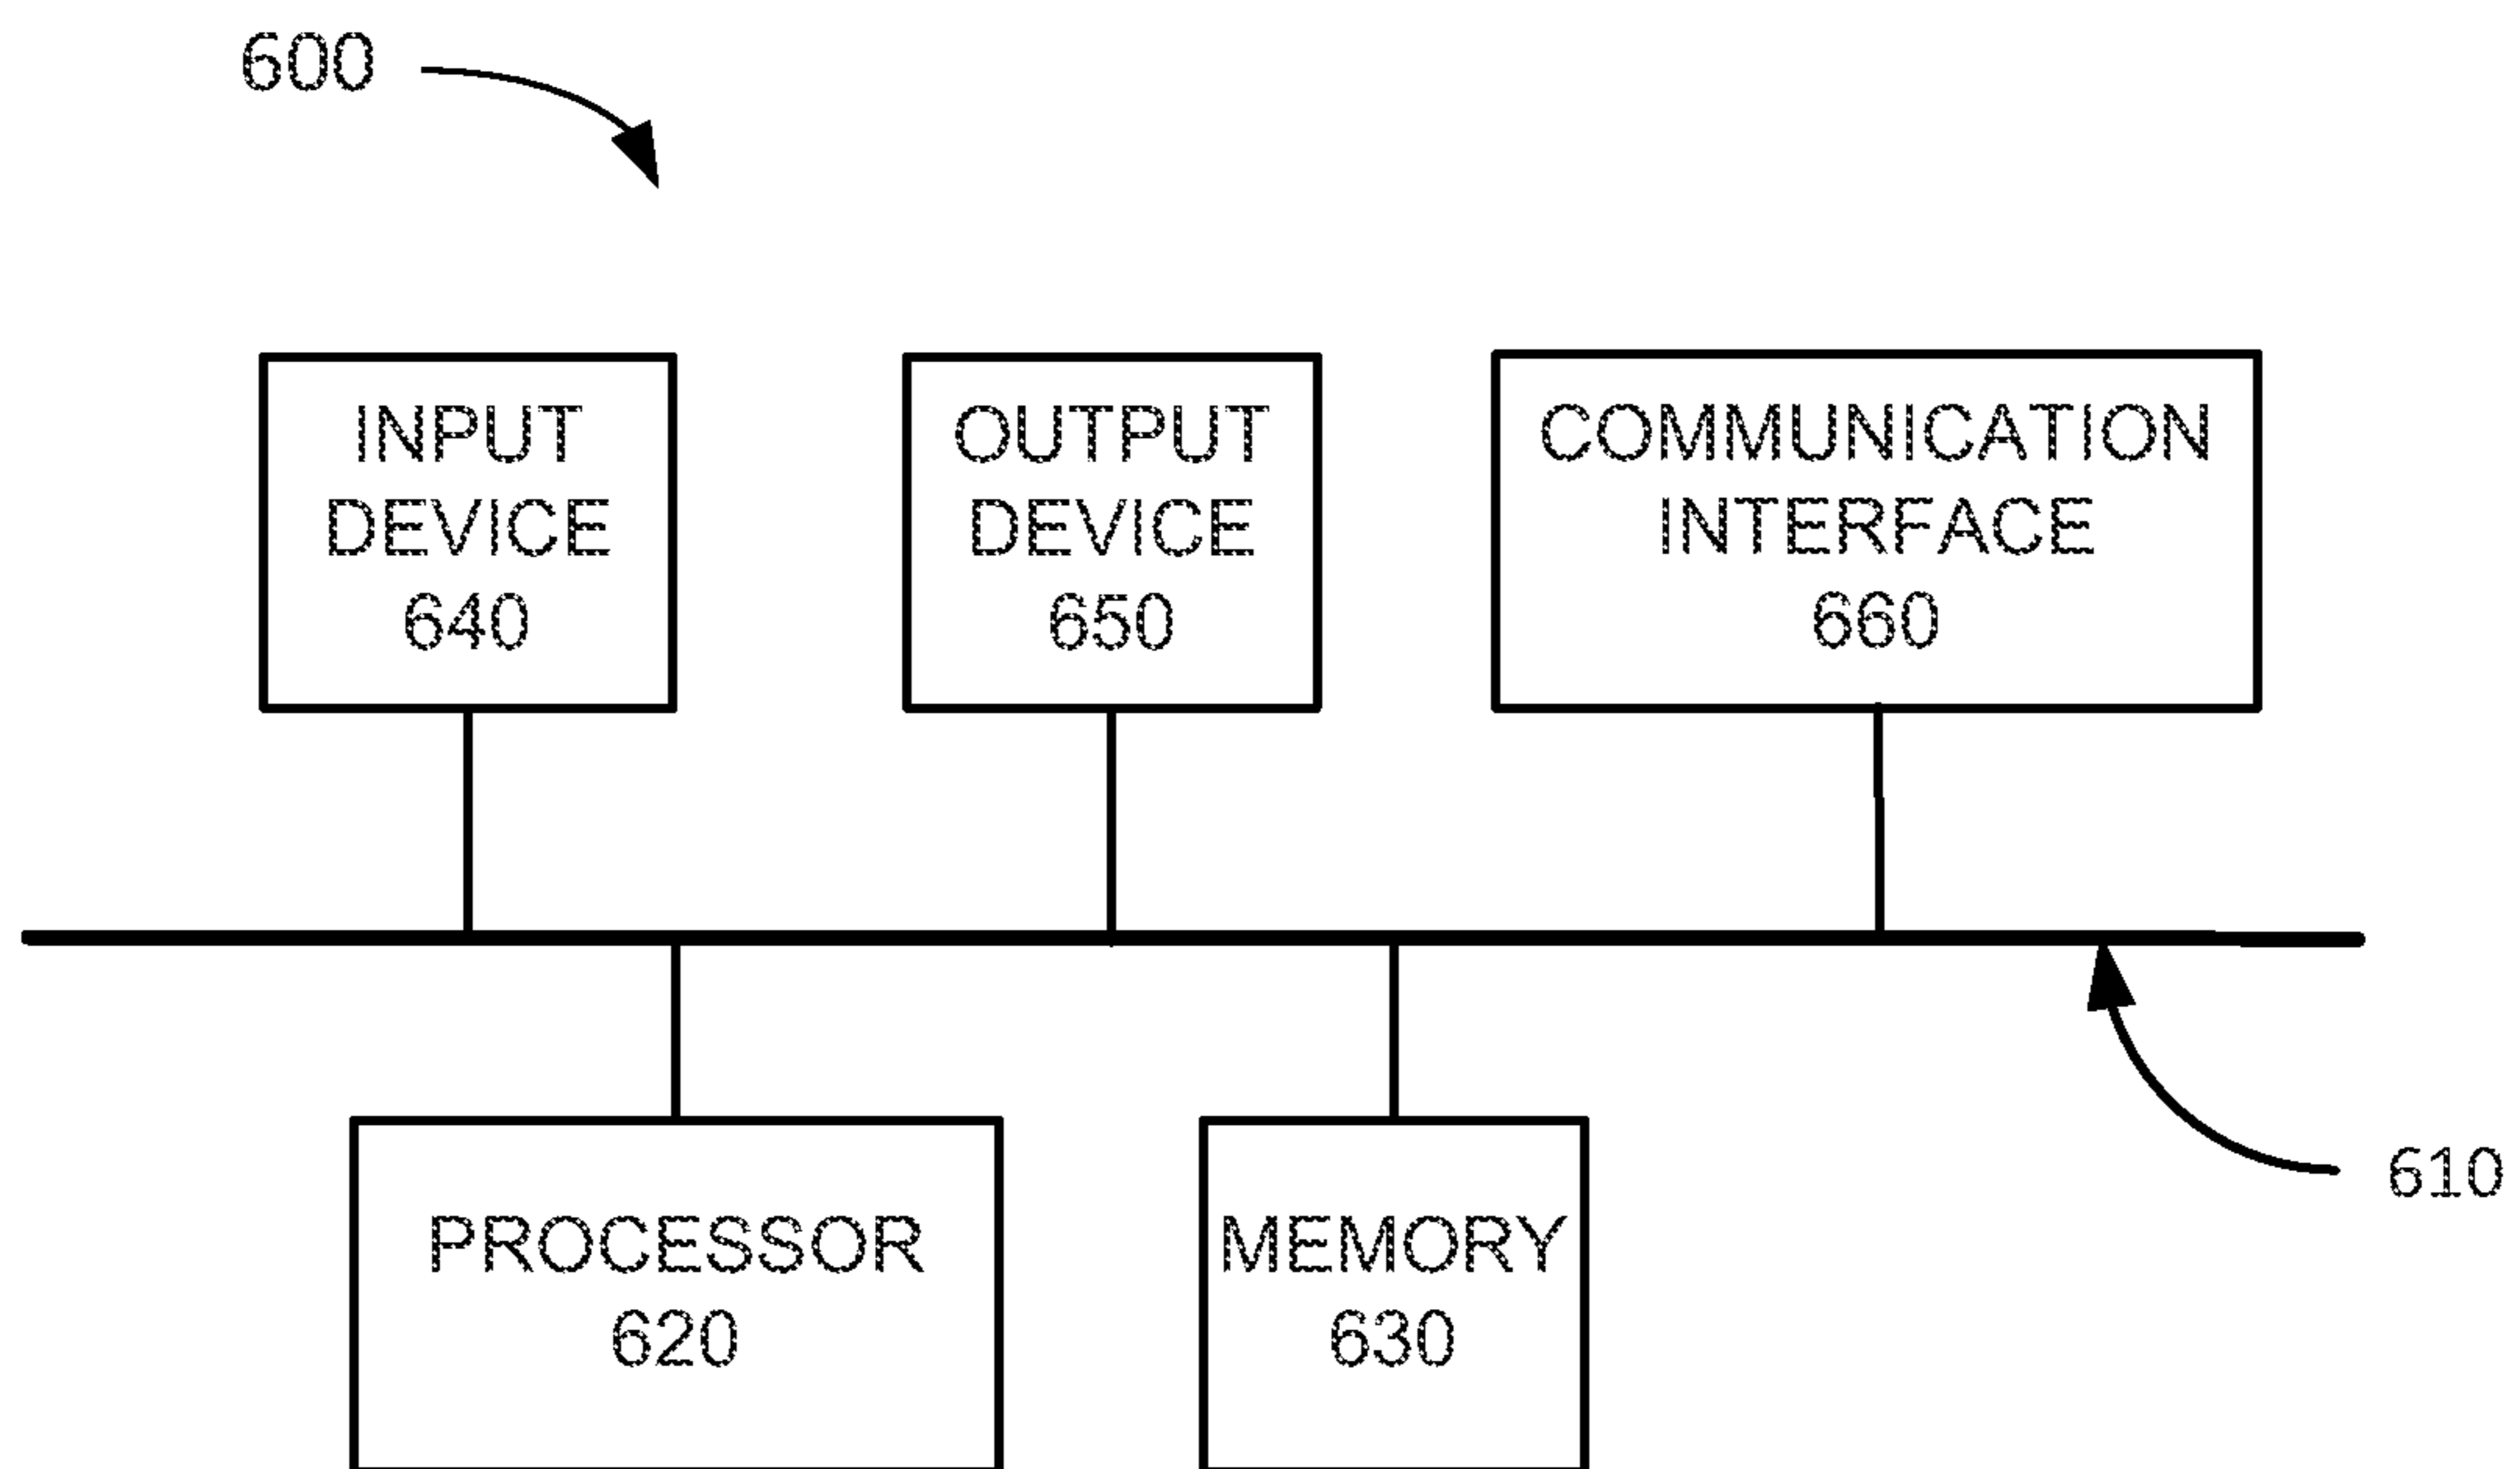 600
INPUT
DEVICE
640
OUTPUT
DEVICE
650
COMMUNICATION
INTERFACE
660
PROCESSOR
620
MEMORY
630
610